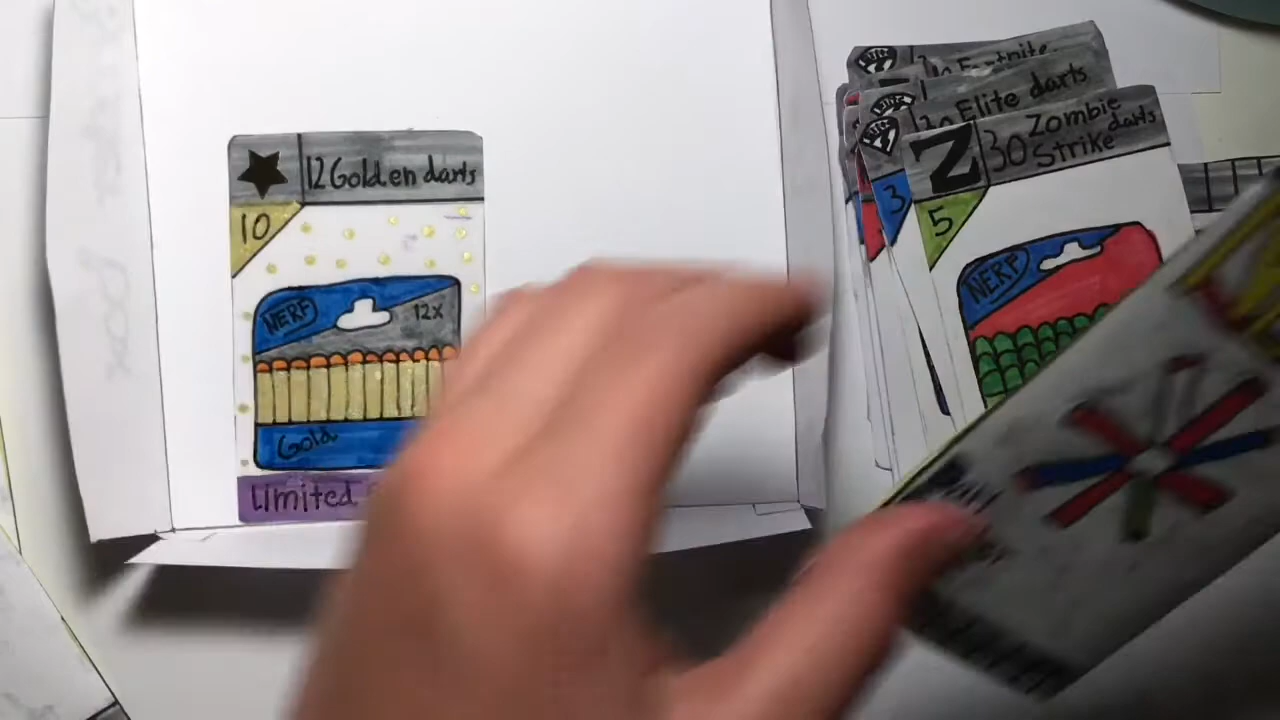 12 Golden darts
10
NERF
12x
Gold
Limited
Elite darts
3
Z
30 Zombie
Strike darts
5
NERF